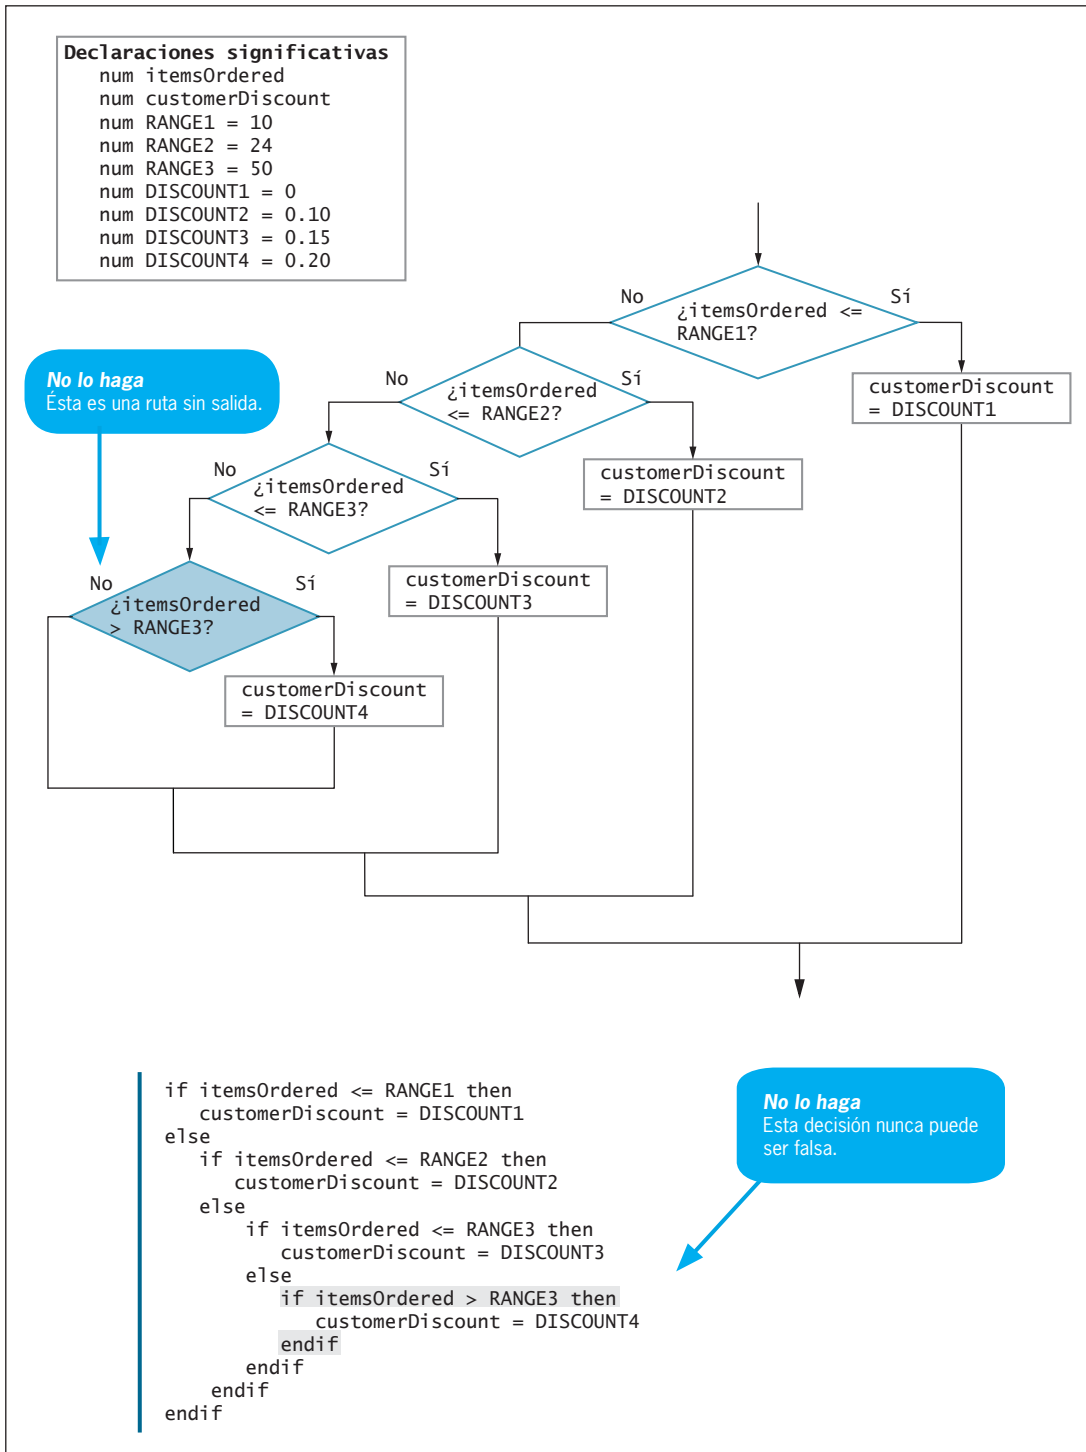 Declaraciones significativas
num itemsOrdered
num customerDiscount
num RANGE1 = 10
num RANGE2 = 24
num RANGE3 = 50
num DISCOUNT1 = 0
num DISCOUNT2 = 0.10
num DISCOUNT3 = 0.15
num DISCOUNT4 = 0.20
No
Sí
¿itemsOrdered <=
RANGE1?
customerDiscount
= DISCOUNT1
No
Sí
¿itemsOrdered
<= RANGE2?
customerDiscount
= DISCOUNT2
No lo haga
Ésta es una ruta sin salida.
No
Sí
¿itemsOrdered
<= RANGE3?
customerDiscount
= DISCOUNT3
No
Sí
¿itemsOrdered
> RANGE3?
customerDiscount
= DISCOUNT4
if itemsOrdered <= RANGE1 then
customerDiscount = DISCOUNT1
else
if itemsOrdered <= RANGE2 then
customerDiscount = DISCOUNT2
else
if itemsOrdered <= RANGE3 then
customerDiscount = DISCOUNT3
else
if itemsOrdered > RANGE3 then
customerDiscount = DISCOUNT4
endif
endif
endif
endif
No lo haga
Esta decisión nunca puede
ser falsa.